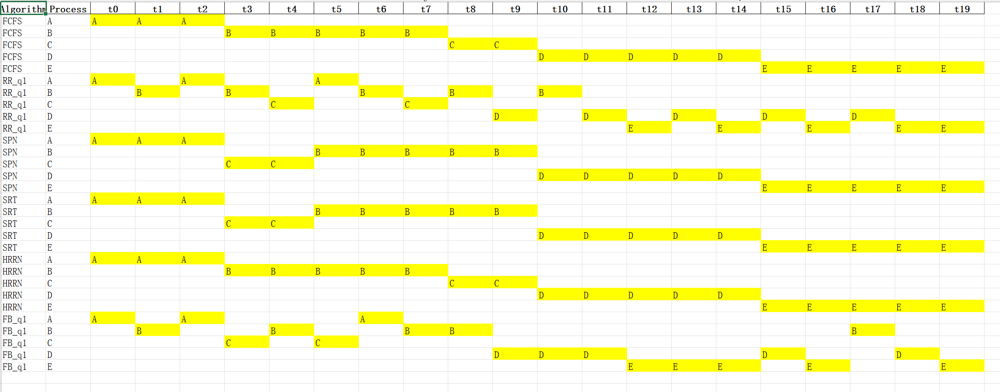 Algorithm Process t0 t1 t2 t3 t4 t5 t6 t7 t8 t9 t10 t11 t12 t13 t14 t15 t16 t17 t18 t19
FCFS A A A A
FCFS B B B B B B
FCFS C C C
FCFS D D D D D D
FCFS E E E E E E
RR_q1 A A A A
RR_q1 B B B B B B
RR_q1 C C C
RR_q1 D D D D D D
RR_q1 E E E E E E
SPN A A A A
SPN B B B B B B
SPN C C C
SPN D D D D D D
SPN E E E E E E
SRT A A A A
SRT B B B B B B
SRT C C C
SRT D D D D D D
SRT E E E E E E
HRRN A A A A
HRRN B B B B B B
HRRN C C C
HRRN D D D D D D
HRRN E E E E E E
FB_q1 A A A A
FB_q1 B B B B B B
FB_q1 C C C
FB_q1 D D D D D D
FB_q1 E E E E E E